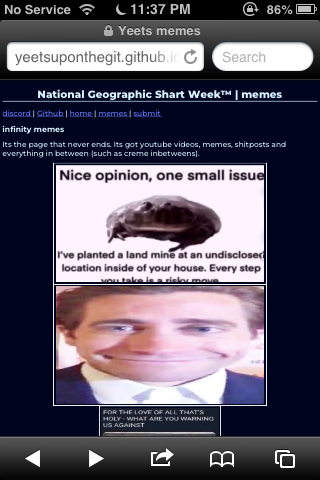 No Service 11:37 PM 86%
Yeets memes
yeetsuponthegit.github.io Search
National Geographic Shart Week™ | memes
discord | Github | home | memes | submit
infinity memes
Its the page that never ends. Its got youtube videos, memes, shitposts and
everything in between (such as creme inbetweens).
Nice opinion, one small issue
I've planted a land mine at an undisclosed
location inside of your house. Every step
you take is a risky move
FOR THE LOVE OF ALL THAT'S
HOLY - WHAT ARE YOU WARNING
US AGAINST